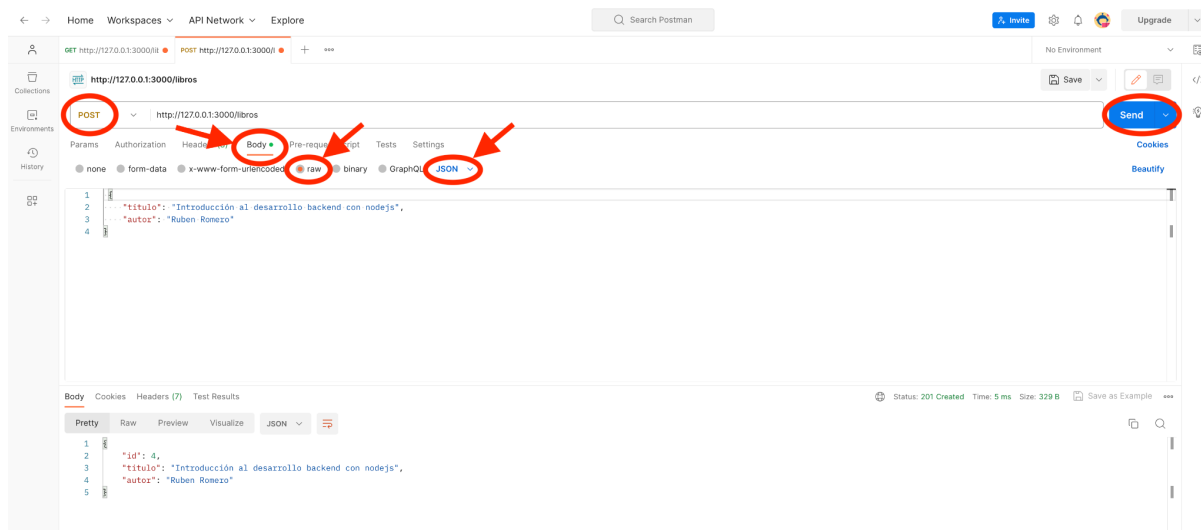 Home Workspaces API Network Explore Search Postman Invite Upgrade
GET http://127.0.0.1:3000/lil POST http://127.0.0.1:3000/l No Environment
http://127.0.0.1:3000/libros Save
Collections
POST http://127.0.0.1:3000/libros Send
Environments
Params Authorization Body Tests Settings Cookies
History
none form-data x-www-form-urlencoded raw binary GraphQL JSON Beautify
1 {
2 "titulo": "Introducción al desarrollo backend con nodejs",
3 "autor": "Ruben Romero"
4 }
Body Cookies Headers (7) Test Results Status: 201 Created Time: 5 ms Size: 329 B Save as Example
Pretty Raw Preview Visualize JSON
1 {
2 "id": 4,
3 "titulo": "Introducción al desarrollo backend con nodejs",
4 "autor": "Ruben Romero"
5 }